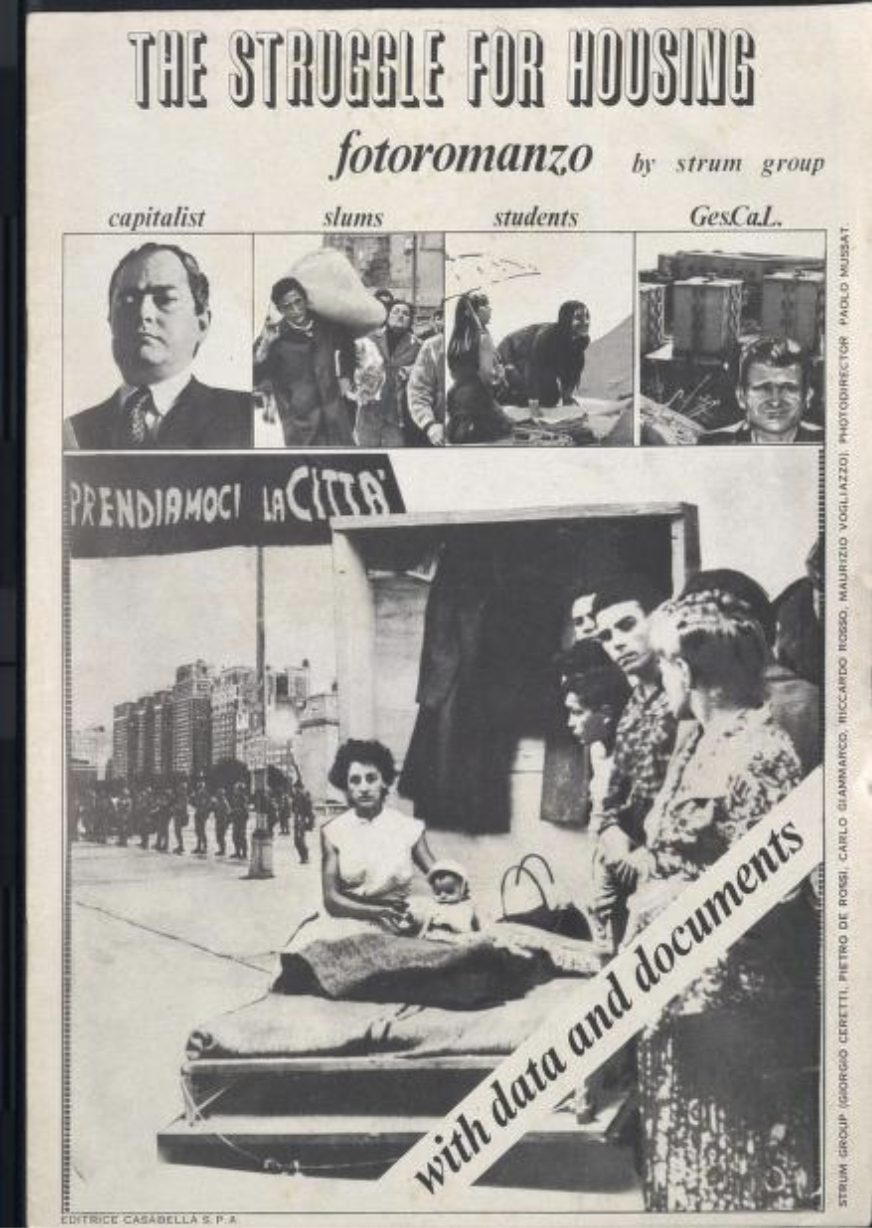 THE STRUGGLE FOR HOUSING
fotoromanzo by strum group
capitalist slums students Ges.Ca.L.
PRENDIAMOCI LA CITTA'
with data and documents
STRUM GROUP (GIORGIO CERETTI, PIETRO DE ROSSI, CARLO GIAMMARCO, RICCARDO ROSSO, MAURIZIO VOGLIAZZO). PHOTODIRECTOR PAOLO MUSSAT.
EDITRICE CASABELLA S.P.A